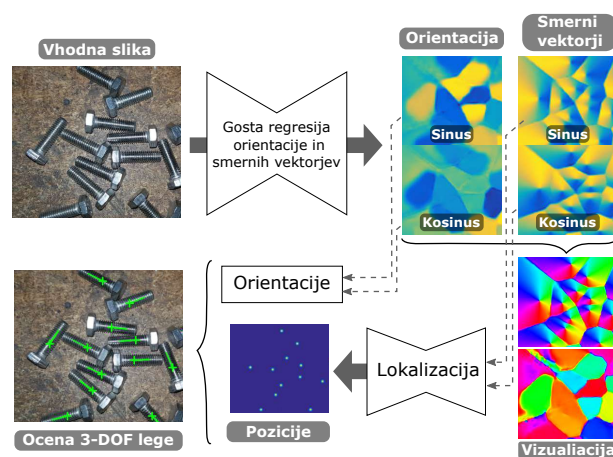 Vhodna slika
Orientacija
Smerni
vektorji
Gosta regresija
orientacije in
smernih vektorjev
Sinus
Sinus
Kosinus
Kosinus
Orientacije
Lokalizacija
Ocena 3-DOF lege
Pozicije
Vizualiacija